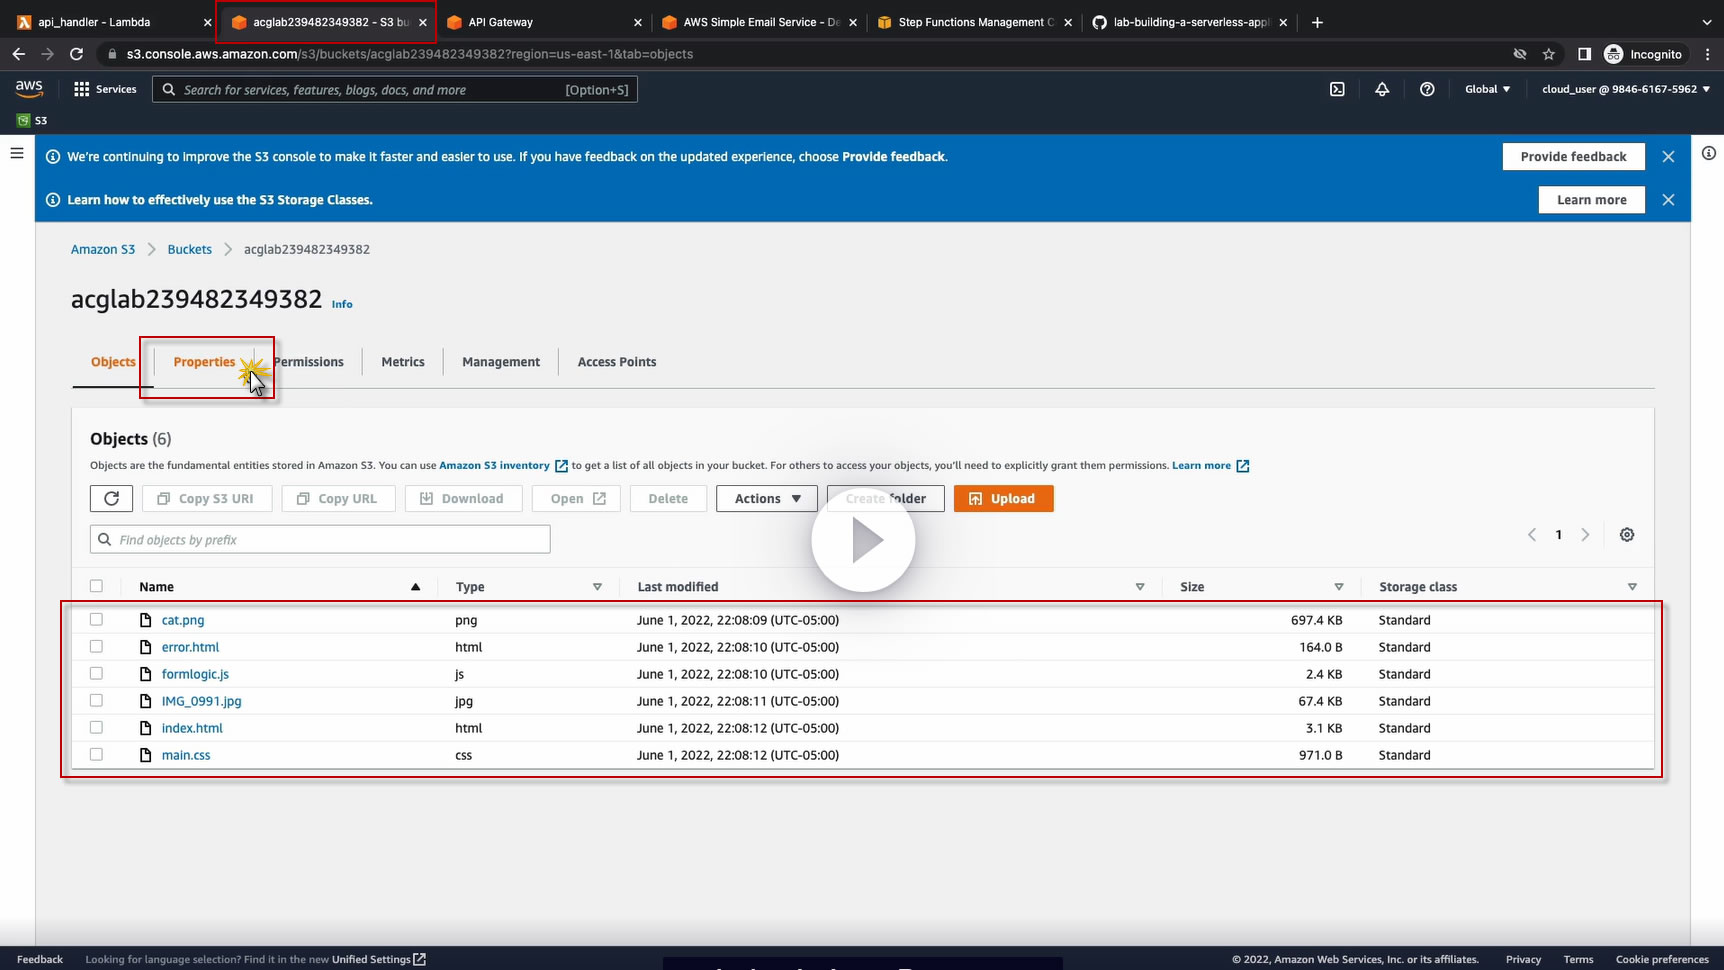 api_handler - Lambda
acglab239482349382 - S3 bu
API Gateway
AWS Simple Email Service - De
Step Functions Management C
lab-building-a-serverless-appl
s3.console.aws.amazon.com/s3/buckets/acglab239482349382?region=us-east-1&tab=objects
Incognito
aws
Services
Search for services, features, blogs, docs, and more
[Option+S]
Global
cloud_user @ 9846-6167-5962
S3
We're continuing to improve the S3 console to make it faster and easier to use. If you have feedback on the updated experience, choose Provide feedback.
Provide feedback
Learn how to effectively use the S3 Storage Classes.
Learn more
Amazon S3
Buckets
acglab239482349382
acglab239482349382 Info
Objects
Properties
Permissions
Metrics
Management
Access Points
Objects (6)
Objects are the fundamental entities stored in Amazon S3. You can use Amazon S3 inventory to get a list of all objects in your bucket. For others to access your objects, you'll need to explicitly grant them permissions. Learn more
Copy S3 URI
Copy URL
Download
Open
Delete
Actions
Create folder
Upload
Find objects by prefix
1
Name Type Last modified Size Storage class
cat.png png June 1, 2022, 22:08:09 (UTC-05:00) 697.4 KB Standard
error.html html June 1, 2022, 22:08:10 (UTC-05:00) 164.0 B Standard
formlogic.js js June 1, 2022, 22:08:10 (UTC-05:00) 2.4 KB Standard
IMG_0991.jpg jpg June 1, 2022, 22:08:11 (UTC-05:00) 67.4 KB Standard
index.html html June 1, 2022, 22:08:12 (UTC-05:00) 3.1 KB Standard
main.css css June 1, 2022, 22:08:12 (UTC-05:00) 971.0 B Standard
Feedback
Looking for language selection? Find it in the new Unified Settings
© 2022, Amazon Web Services, Inc. or its affiliates.
Privacy
Terms
Cookie preferences